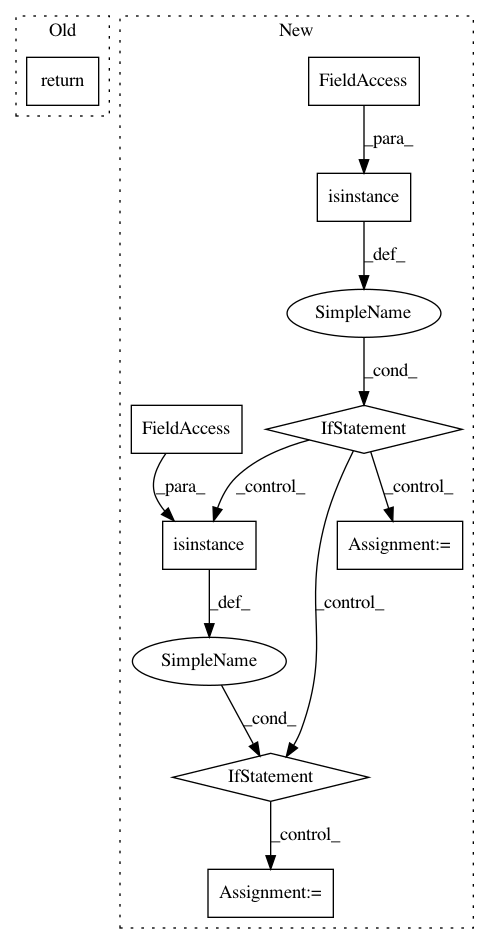 Old
New
return
FieldAccess
_para_
isinstance
_def_
SimpleName
_cond_
FieldAccess
IfStatement
_para_
_control_
_control_
isinstance
Assignment:=
_def_
_control_
SimpleName
_cond_
IfStatement
_control_
Assignment:=